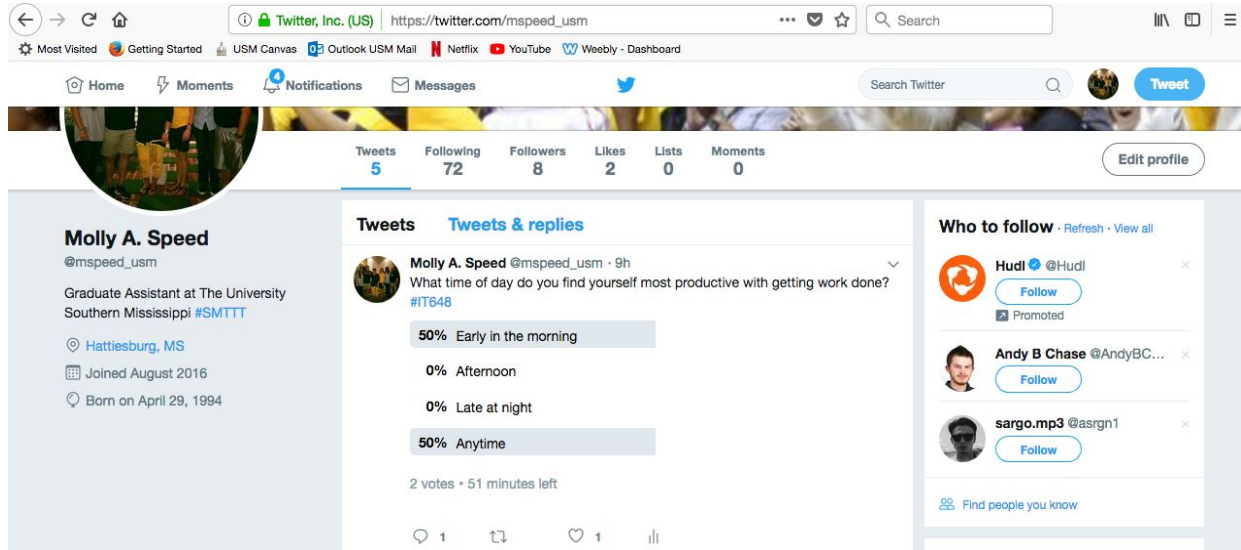 Twitter, Inc. (US) https://twitter.com/mspeed_usm Search
Most Visited Getting Started USM Canvas Outlook USM Mail Netflix YouTube Weebly - Dashboard
Home Moments 4 Notifications Messages Search Twitter Tweet
Tweets Following Followers Likes Lists Moments
5 72 8 2 0 0
Edit profile
Molly A. Speed
@mspeed_usm
Graduate Assistant at The University
Southern Mississippi #SMTTT
Hattiesburg, MS
Joined August 2016
Born on April 29, 1994
Tweets Tweets & replies
Molly A. Speed @mspeed_usm · 9h
What time of day do you find yourself most productive with getting work done?
#IT648
50% Early in the morning
0% Afternoon
0% Late at night
50% Anytime
2 votes • 51 minutes left
1 1
Who to follow · Refresh · View all
Hudl @Hudl
Follow
Promoted
Andy B Chase @AndyBC...
Follow
sargo.mp3 @asrgn1
Follow
Find people you know